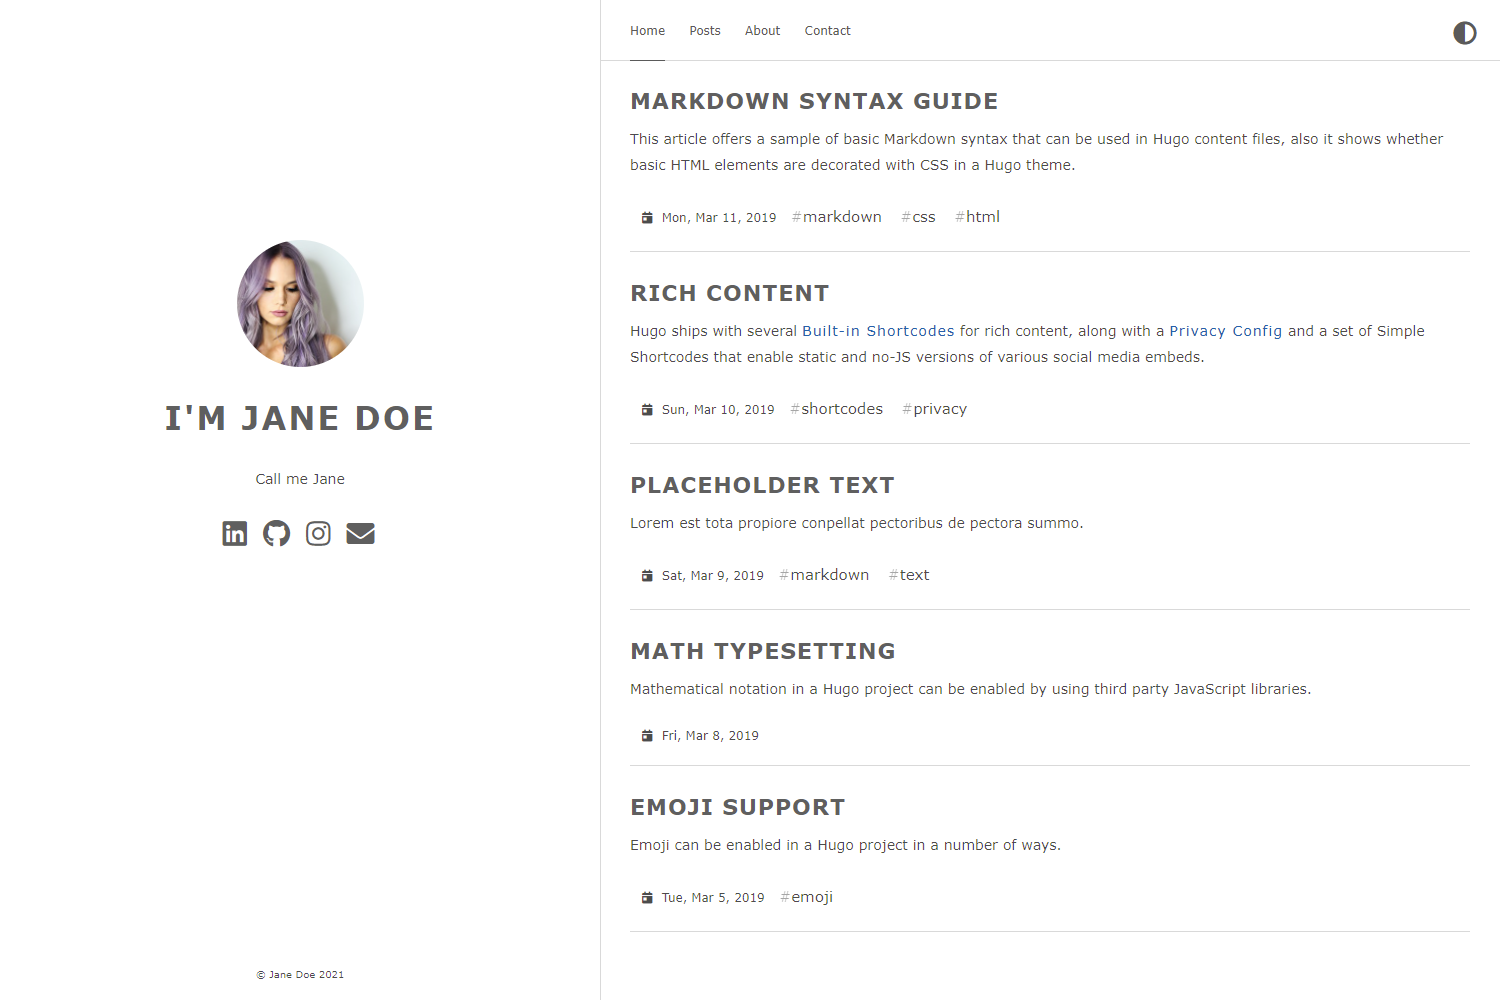 I'M JANE DOE
Call me Jane
© Jane Doe 2021
Home Posts About Contact
MARKDOWN SYNTAX GUIDE
This article offers a sample of basic Markdown syntax that can be used in Hugo content files, also it shows whether
basic HTML elements are decorated with CSS in a Hugo theme.
Mon, Mar 11, 2019 #markdown #css #html
RICH CONTENT
Hugo ships with several Built-in Shortcodes for rich content, along with a Privacy Config and a set of Simple
Shortcodes that enable static and no-JS versions of various social media embeds.
Sun, Mar 10, 2019 #shortcodes #privacy
PLACEHOLDER TEXT
Lorem est tota propiore conpellat pectoribus de pectora summo.
Sat, Mar 9, 2019 #markdown #text
MATH TYPESETTING
Mathematical notation in a Hugo project can be enabled by using third party JavaScript libraries.
Fri, Mar 8, 2019
EMOJI SUPPORT
Emoji can be enabled in a Hugo project in a number of ways.
Tue, Mar 5, 2019 #emoji